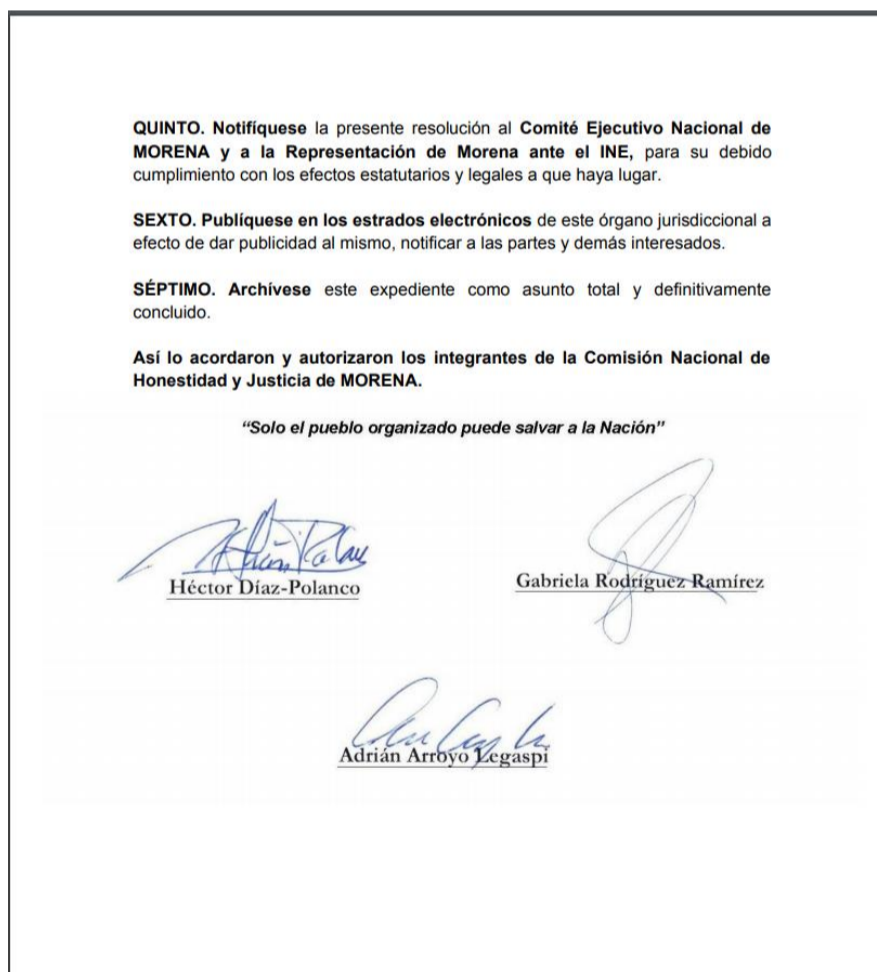 QUINTO. Notifíquese la presente resolución al Comité Ejecutivo Nacional de
MORENA y a la Representación de Morena ante el INE, para su debido
cumplimiento con los efectos estatutarios y legales a que haya lugar.
SEXTO. Publíquese en los estrados electrónicos de este órgano jurisdiccional a
efecto de dar publicidad al mismo, notificar a las partes y demás interesados.
SÉPTIMO. Archívese este expediente como asunto total y definitivamente
concluido.
Así lo acordaron y autorizaron los integrantes de la Comisión Nacional de
Honestidad y Justicia de MORENA.
“Solo el pueblo organizado puede salvar a la Nación”
Héctor Díaz-Polanco
Gabriela Rodríguez Ramírez
Adrián Arroyo Legaspi